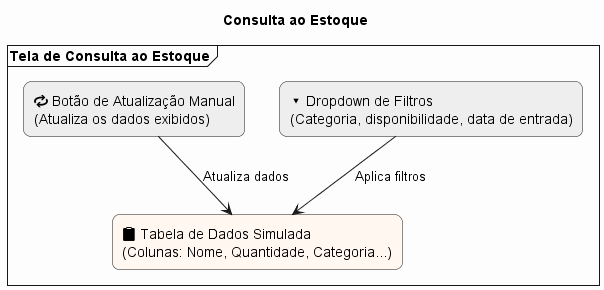 Consulta ao Estoque
Tela de Consulta ao Estoque
Botão de Atualização Manual
(Atualiza os dados exibidos)
Dropdown de Filtros
(Categoria, disponibilidade, data de entrada)
Atualiza dados
Aplica filtros
Tabela de Dados Simulada
(Colunas: Nome, Quantidade, Categoria...)